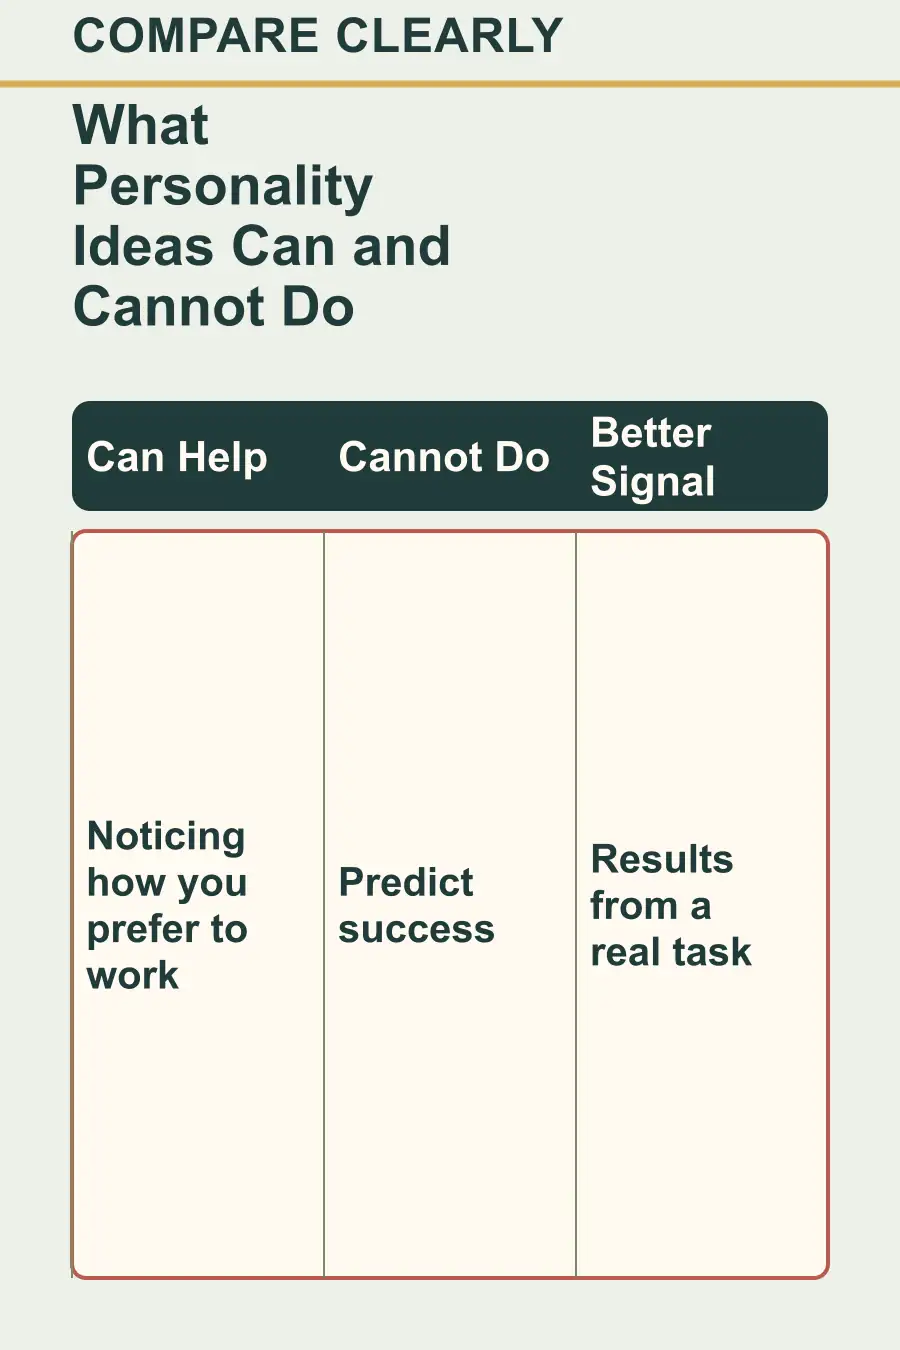 COMPARE CLEARLY
What
Personality
Ideas Can and
Cannot Do
Can Help
Cannot Do
Better
Signal
Noticing
how you
prefer to
work
Predict
success
Results
from a
real task